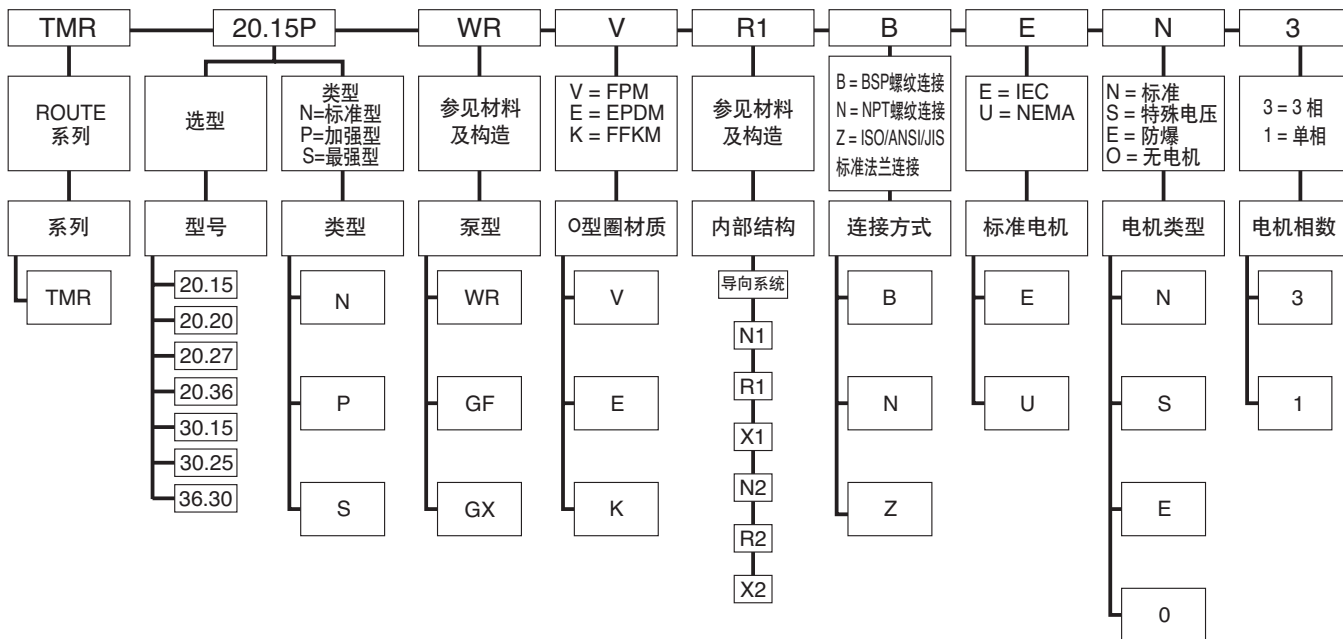 TMR
20.15P
WR
V
R1
B
E
N
3
ROUTE
系列
选型
类型
N=标准型
P=加强型
S=最强型
参见材料
及构造
V = FPM
E = EPDM
K = FFKM
参见材料
及构造
B = BSP螺纹连接
N = NPT螺纹连接
Z = ISO/ANSI/JIS
标准法兰连接
E = IEC
U = NEMA
N = 标准
S = 特殊电压
E = 防爆
O = 无电机
3 = 3 相
1 = 单相
系列
型号
类型
泵型
O型圈材质
内部结构
连接方式
标准电机
电机类型
电机相数
TMR
20.15
20.20
20.27
20.36
30.15
30.25
36.30
N
P
S
WR
GF
GX
V
E
K
导向系统
N1
R1
X1
N2
R2
X2
B
N
Z
E
U
N
S
E
0
3
1